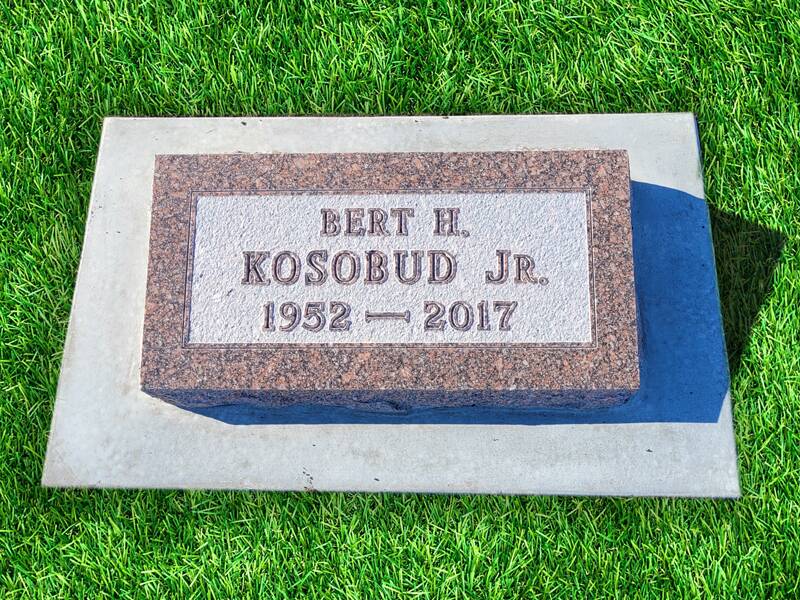 BERT H.
KOSOBUD JR.
1952 — 2017